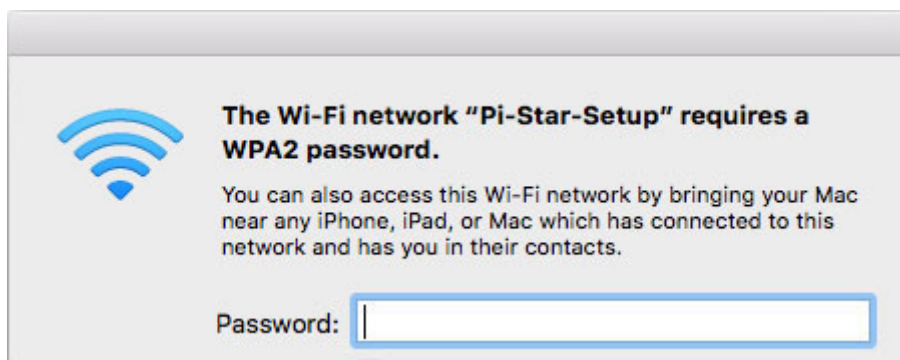 The Wi-Fi network “Pi-Star-Setup” requires a
WPA2 password.
You can also access this Wi-Fi network by bringing your Mac
near any iPhone, iPad, or Mac which has connected to this
network and has you in their contacts.
Password: